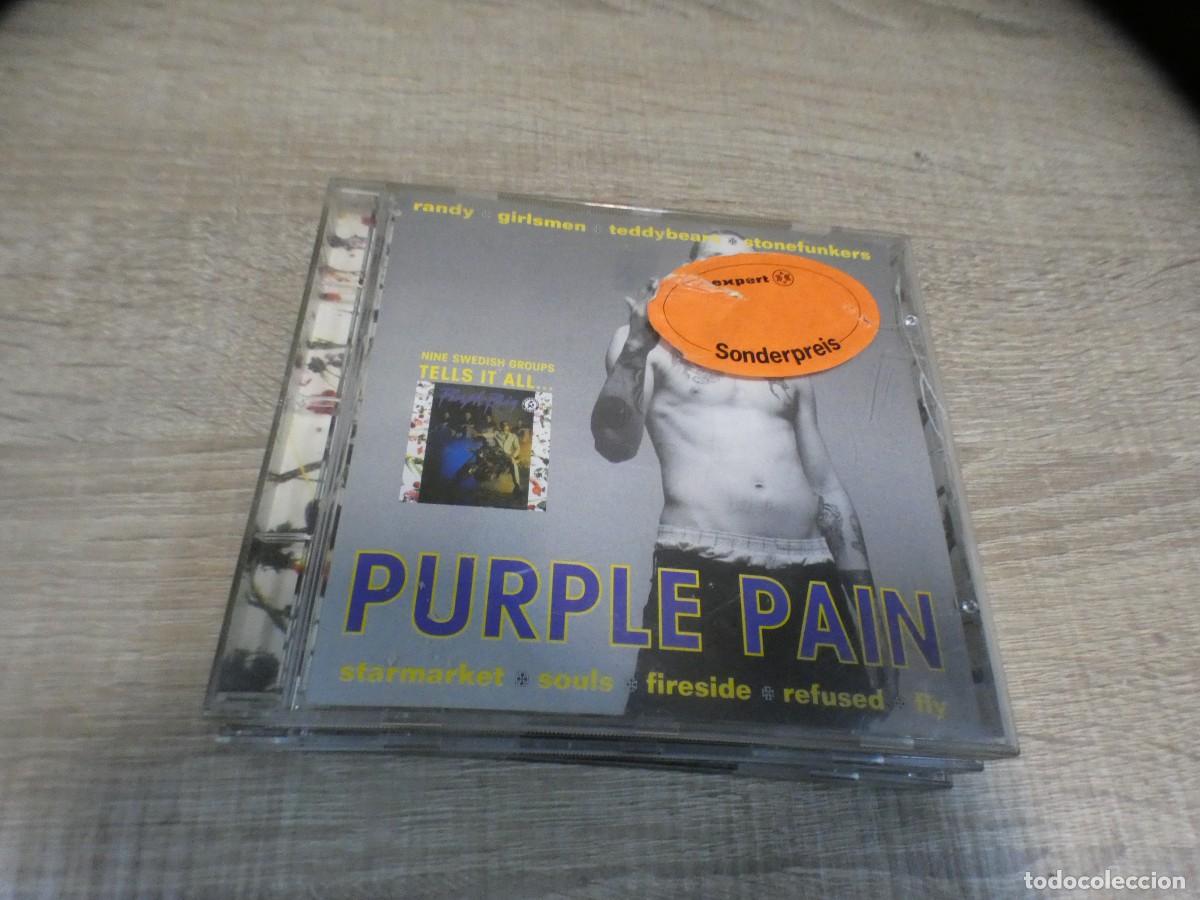 randy + girlsmen + teddybears + stonefunkers
expert
Sonderpreis
NINE SWEDISH GROUPS
TELLS IT ALL...
PURPLE PAIN
starmarket + souls + fireside + refused + fly
todocoleccion